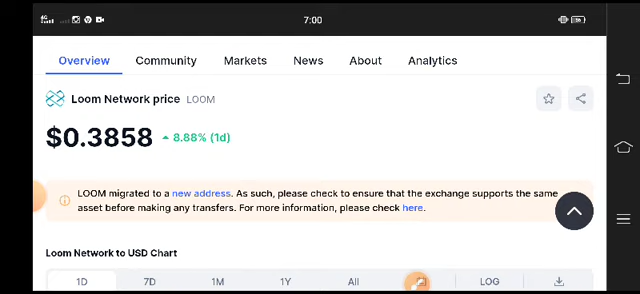 7:00
Overview Community Markets News About Analytics
Loom Network price LOOM
$0.3858 8.88% (1d)
LOOM migrated to a new address. As such, please check to ensure that the exchange supports the same
asset before making any transfers. For more information, please check here.
Loom Network to USD Chart
1D 7D 1M 1Y All LOG